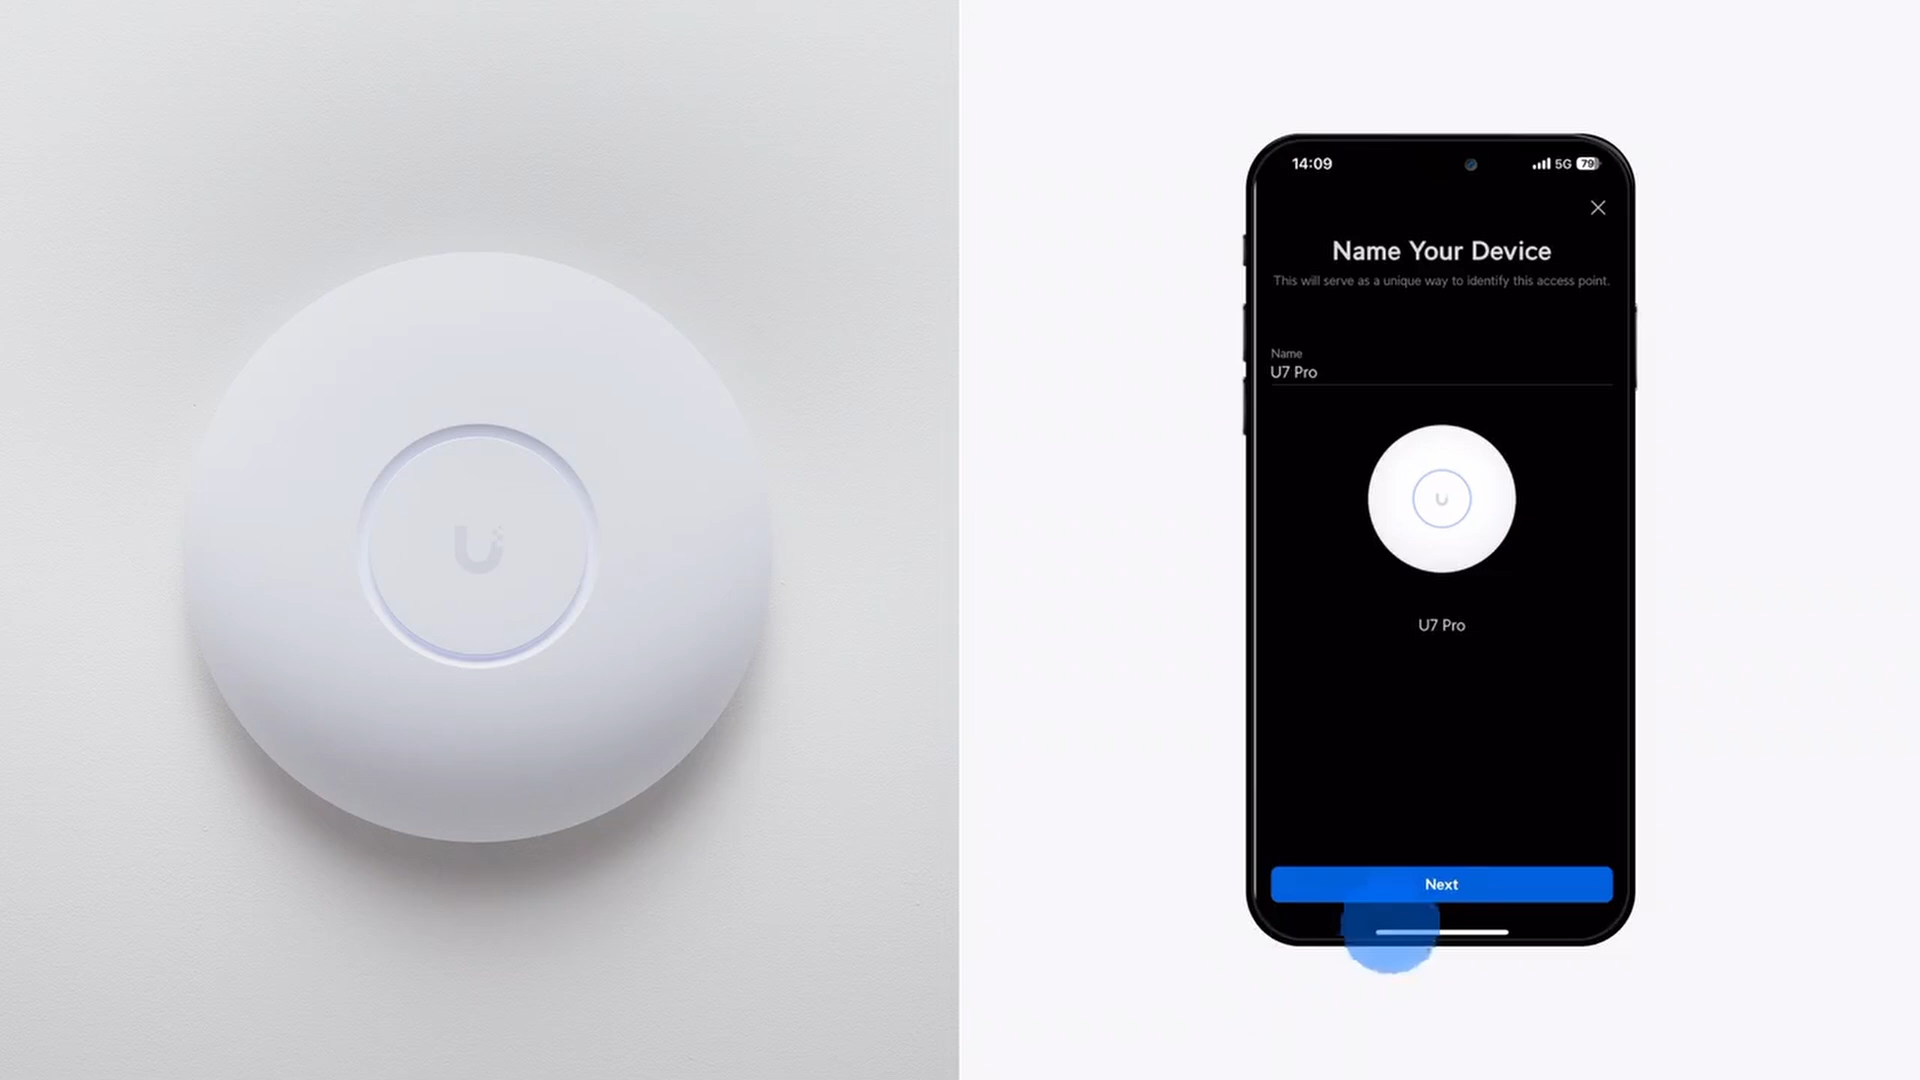 14:09
5G 79
Name Your Device
This will serve as a unique way to identify this access point.
Name
U7 Pro
U
U7 Pro
Next